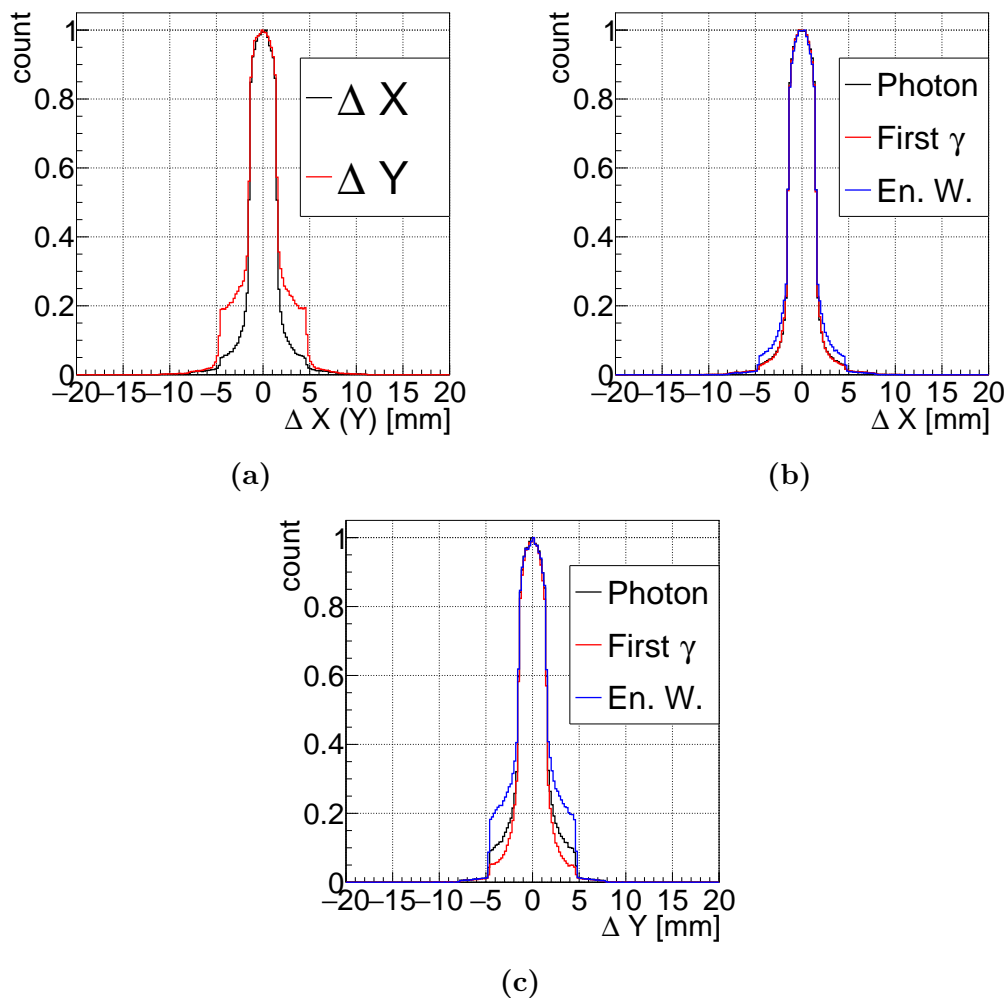 count
1
0.8
0.6
0.4
0.2
0
Δ X
Δ Y
−20 −15 −10 −5 0 5 10 15 20
Δ X (Y) [mm]
(a)
count
1
0.8
0.6
0.4
0.2
0
Photon
First γ
En. W.
−20 −15 −10 −5 0 5 10 15 20
Δ X [mm]
(b)
count
1
0.8
0.6
0.4
0.2
0
Photon
First γ
En. W.
−20 −15 −10 −5 0 5 10 15 20
Δ Y [mm]
(c)